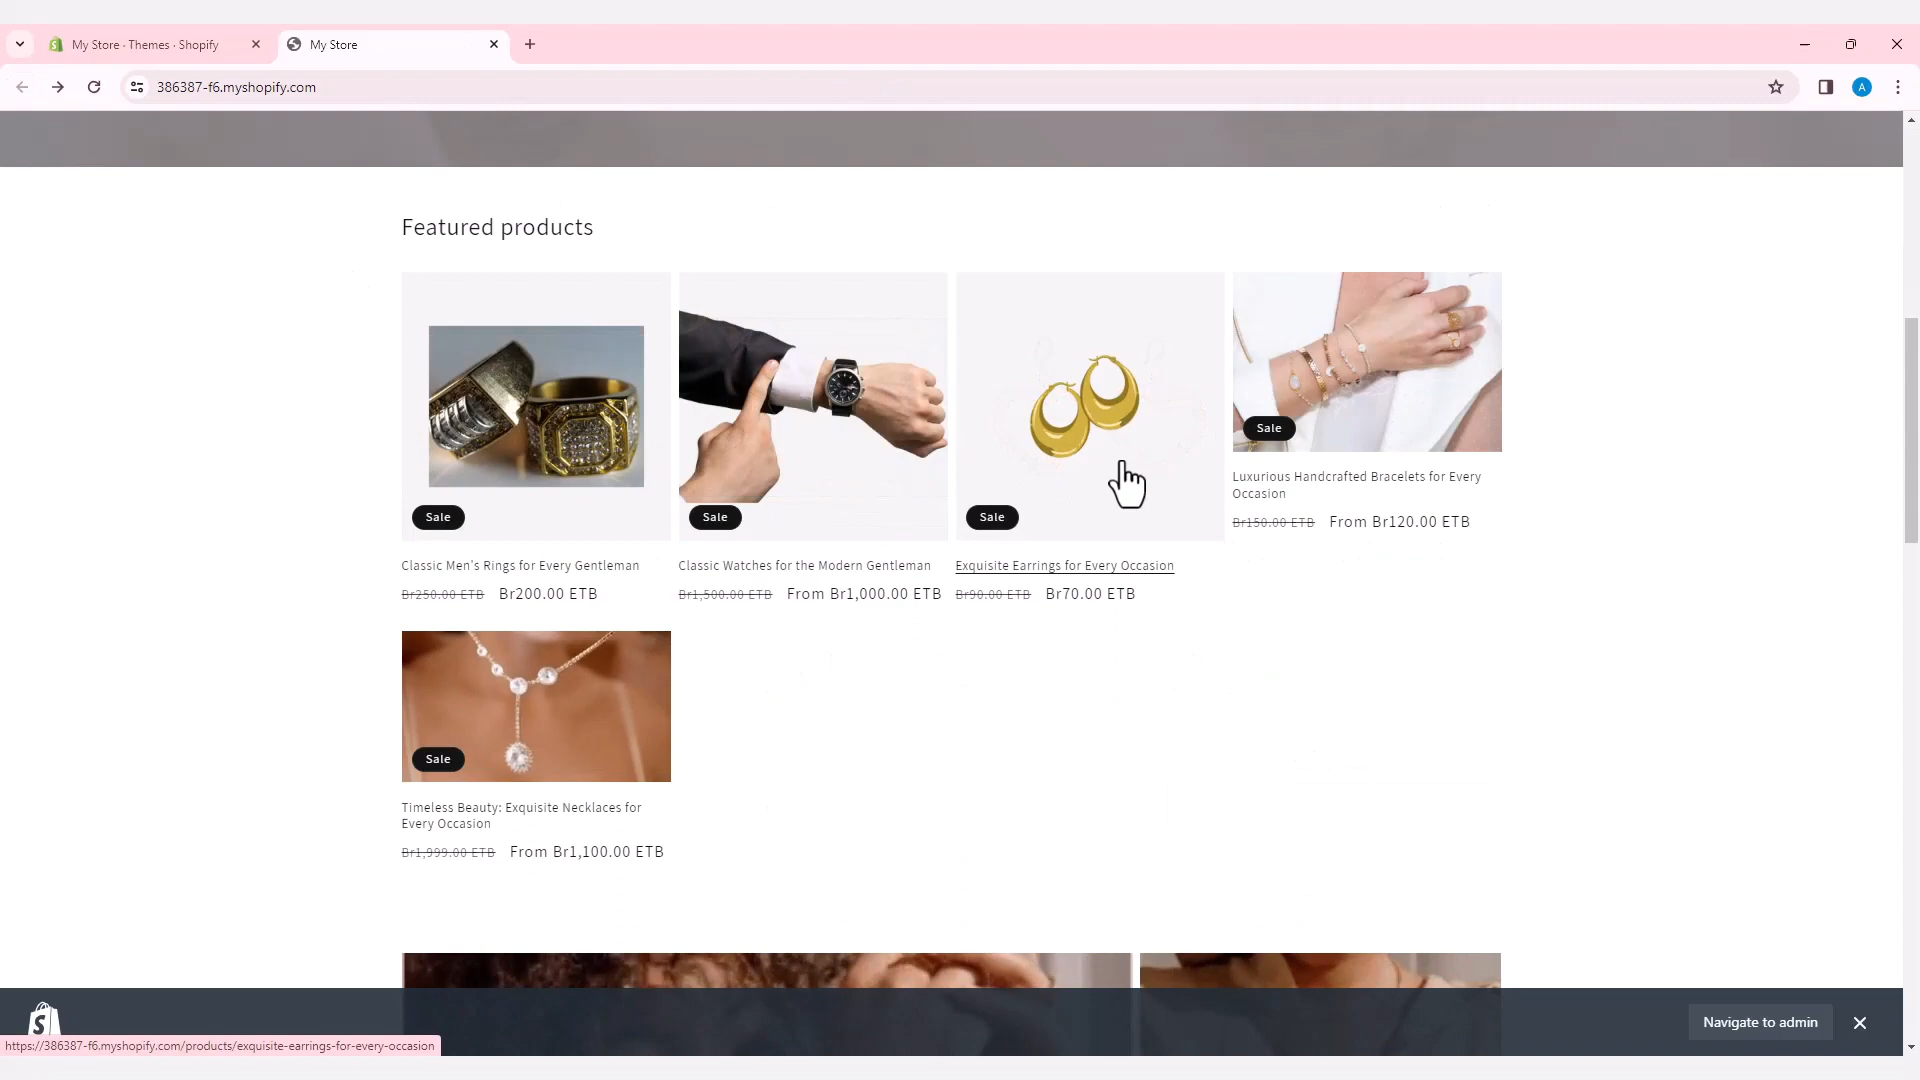 My Store · Themes · Shopify
My Store
386387-f6.myshopify.com
A
Featured products
Sale
Sale
Sale
Sale
Classic Men's Rings for Every Gentleman
Br250.00 ETB Br200.00 ETB
Classic Watches for the Modern Gentleman
Br1,500.00 ETB From Br1,000.00 ETB
Exquisite Earrings for Every Occasion
Br90.00 ETB Br70.00 ETB
Luxurious Handcrafted Bracelets for Every
Occasion
Br150.00 ETB From Br120.00 ETB
Sale
Timeless Beauty: Exquisite Necklaces for
Every Occasion
Br1,999.00 ETB From Br1,100.00 ETB
Navigate to admin
https://386387-f6.myshopify.com/products/exquisite-earrings-for-every-occasion